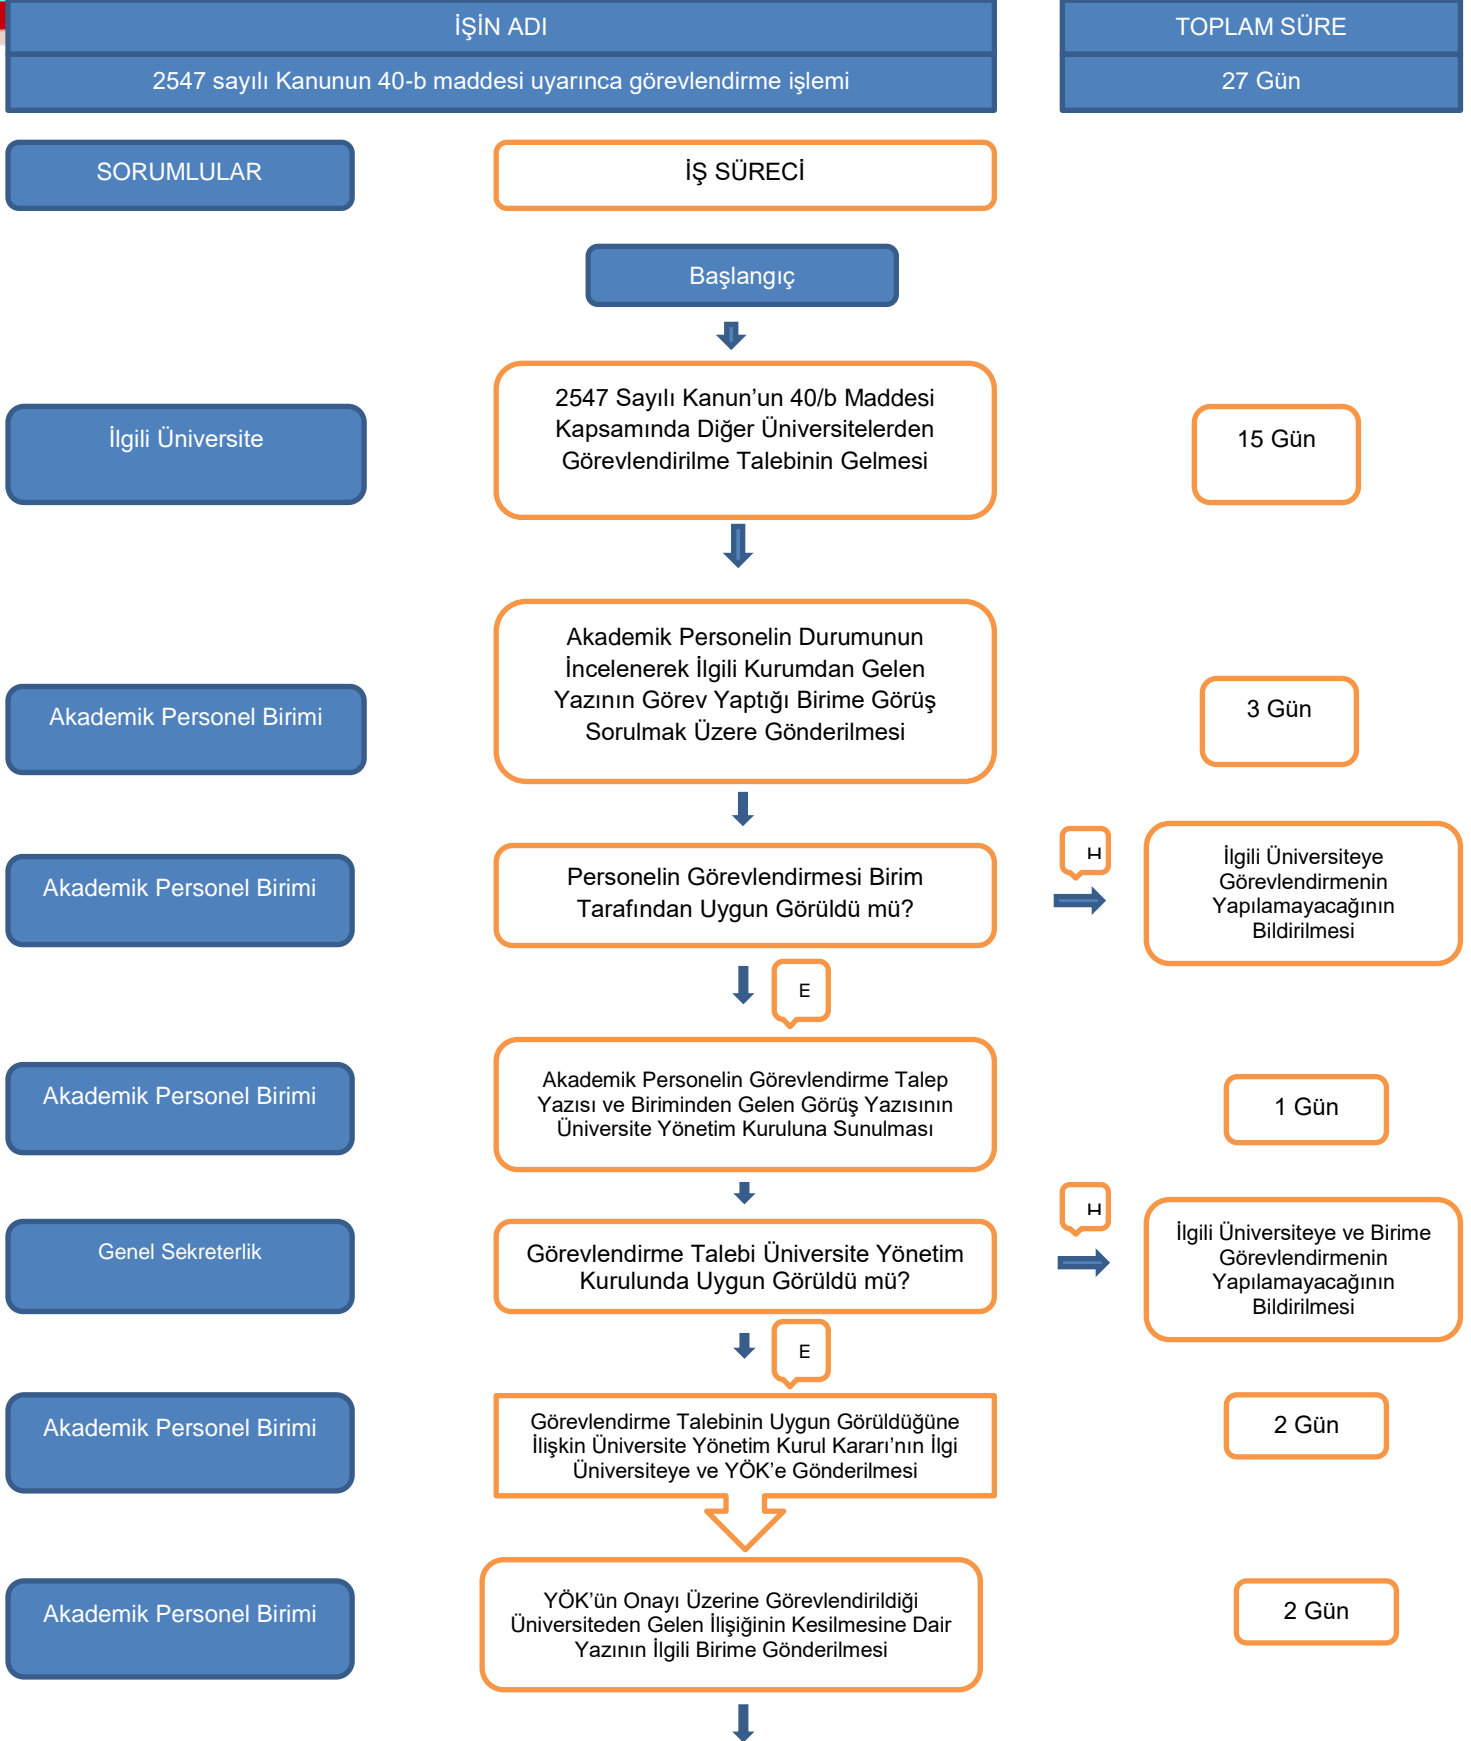 İŞİN ADI
TOPLAM SÜRE
2547 sayılı Kanunun 40-b maddesi uyarınca görevlendirme işlemi
27 Gün
SORUMLULAR
İŞ SÜRECİ
Başlangıç
İlgili Üniversite
2547 Sayılı Kanun’un 40/b Maddesi
Kapsamında Diğer Üniversitelerden
Görevlendirilme Talebinin Gelmesi
15 Gün
Akademik Personel Birimi
Akademik Personelin Durumunun
İncelenerek İlgili Kurumdan Gelen
Yazının Görev Yaptığı Birime Görüş
Sorulmak Üzere Gönderilmesi
3 Gün
Akademik Personel Birimi
Personelin Görevlendirmesi Birim
Tarafından Uygun Görüldü mü?
H
İlgili Üniversiteye
Görevlendirmenin
Yapılamayacağının
Bildirilmesi
E
Akademik Personel Birimi
Akademik Personelin Görevlendirme Talep
Yazısı ve Biriminden Gelen Görüş Yazısının
Üniversite Yönetim Kuruluna Sunulması
1 Gün
Genel Sekreterlik
Görevlendirme Talebi Üniversite Yönetim
Kurulunda Uygun Görüldü mü?
H
İlgili Üniversiteye ve Birime
Görevlendirmenin
Yapılamayacağının
Bildirilmesi
E
Akademik Personel Birimi
Görevlendirme Talebinin Uygun Görüldüğüne
İlişkin Üniversite Yönetim Kurul Kararı’nın İlgi
Üniversiteye ve YÖK’e Gönderilmesi
2 Gün
Akademik Personel Birimi
YÖK’ün Onayı Üzerine Görevlendirildiği
Üniversiteden Gelen İlişiğinin Kesilmesine Dair
Yazının İlgili Birime Gönderilmesi
2 Gün